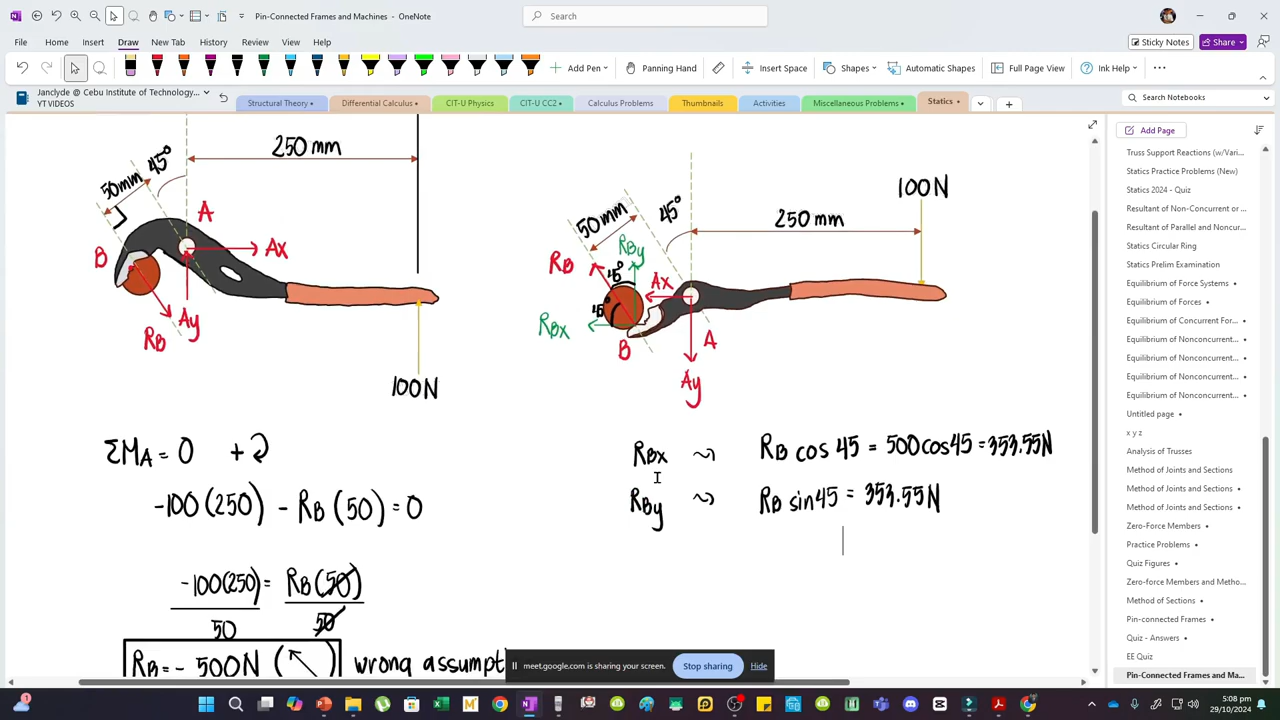 Pin-Connected Frames and Machines - OneNote
Search
File Home Insert Draw New Tab History Review View Help
Sticky Notes Share
Add Pen Panning Hand Insert Space Shapes Automatic Shapes Full Page View Ink Help
Janclyde @ Cebu Institute of Technology...
YT VIDEOS
Structural Theory Differential Calculus CIT-U Physics CIT-U CC2 Calculus Problems Thumbnails Activities Miscellaneous Problems Statics
Search Notebooks
Add Page
Truss Support Reactions (w/Vari...
Statics Practice Problems (New)
Statics 2024 - Quiz
Resultant of Non-Concurrent or ...
Resultant of Parallel and Noncur...
Statics Circular Ring
Statics Prelim Examination
Equilibrium of Force Systems
Equilibrium of Forces
Equilibrium of Concurrent For...
Equilibrium of Nonconcurrent...
Equilibrium of Nonconcurrent...
Equilibrium of Nonconcurrent...
Equilibrium of Nonconcurrent...
Untitled page
x y z
Analysis of Trusses
Method of Joints and Sections
Method of Joints and Sections
Method of Joints and Sections
Zero-Force Members
Practice Problems
Quiz Figures
Zero-force Members and Metho...
Method of Sections
Pin-connected Frames
Quiz - Answers
EE Quiz
Pin-Connected Frames and Ma...
50mm 45° 250 mm
A
B
Ax
Ay
RB
100N
100N
50mm 45° 250 mm
RB RBy
45°
Ax
45°
RBx
B
A
Ay
ΣMA = 0 +
-100(250) - RB(50) = 0
-100(250) = RB(50)
50 50
RB = - 500N ( ) wrong assumpt
RBx RB cos 45 = 500cos45 = 353.55N
RBy RB sin45 = 353.55N
meet.google.com is sharing your screen. Stop sharing Hide
1
5:08 pm
29/10/2024